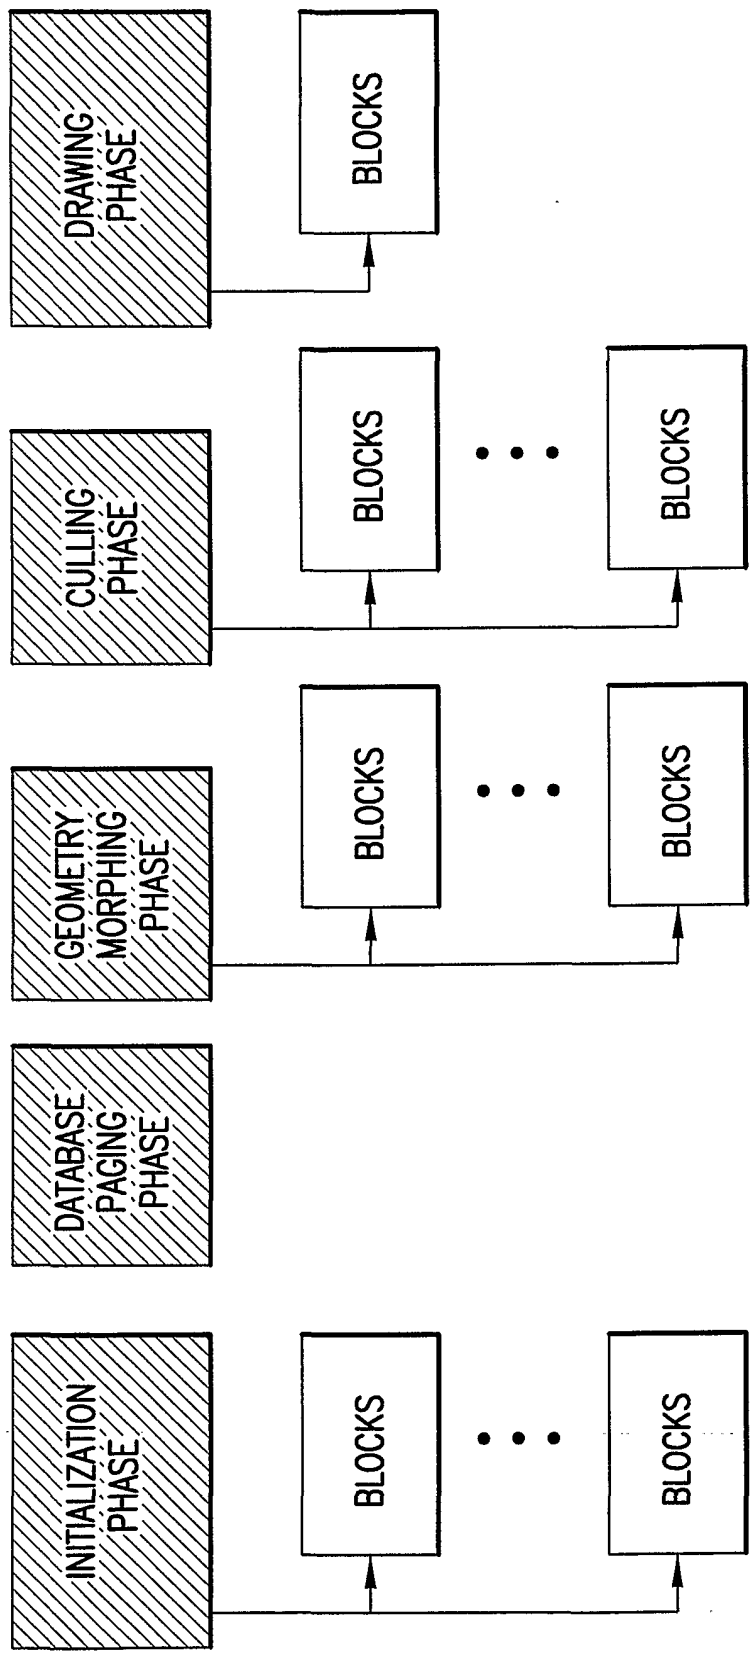 INITIALIZATION
PHASE
BLOCKS
BLOCKS
DATABASE
PAGING
PHASE
GEOMETRY
MORPHING
PHASE
BLOCKS
BLOCKS
CULLING
PHASE
BLOCKS
BLOCKS
DRAWING
PHASE
BLOCKS